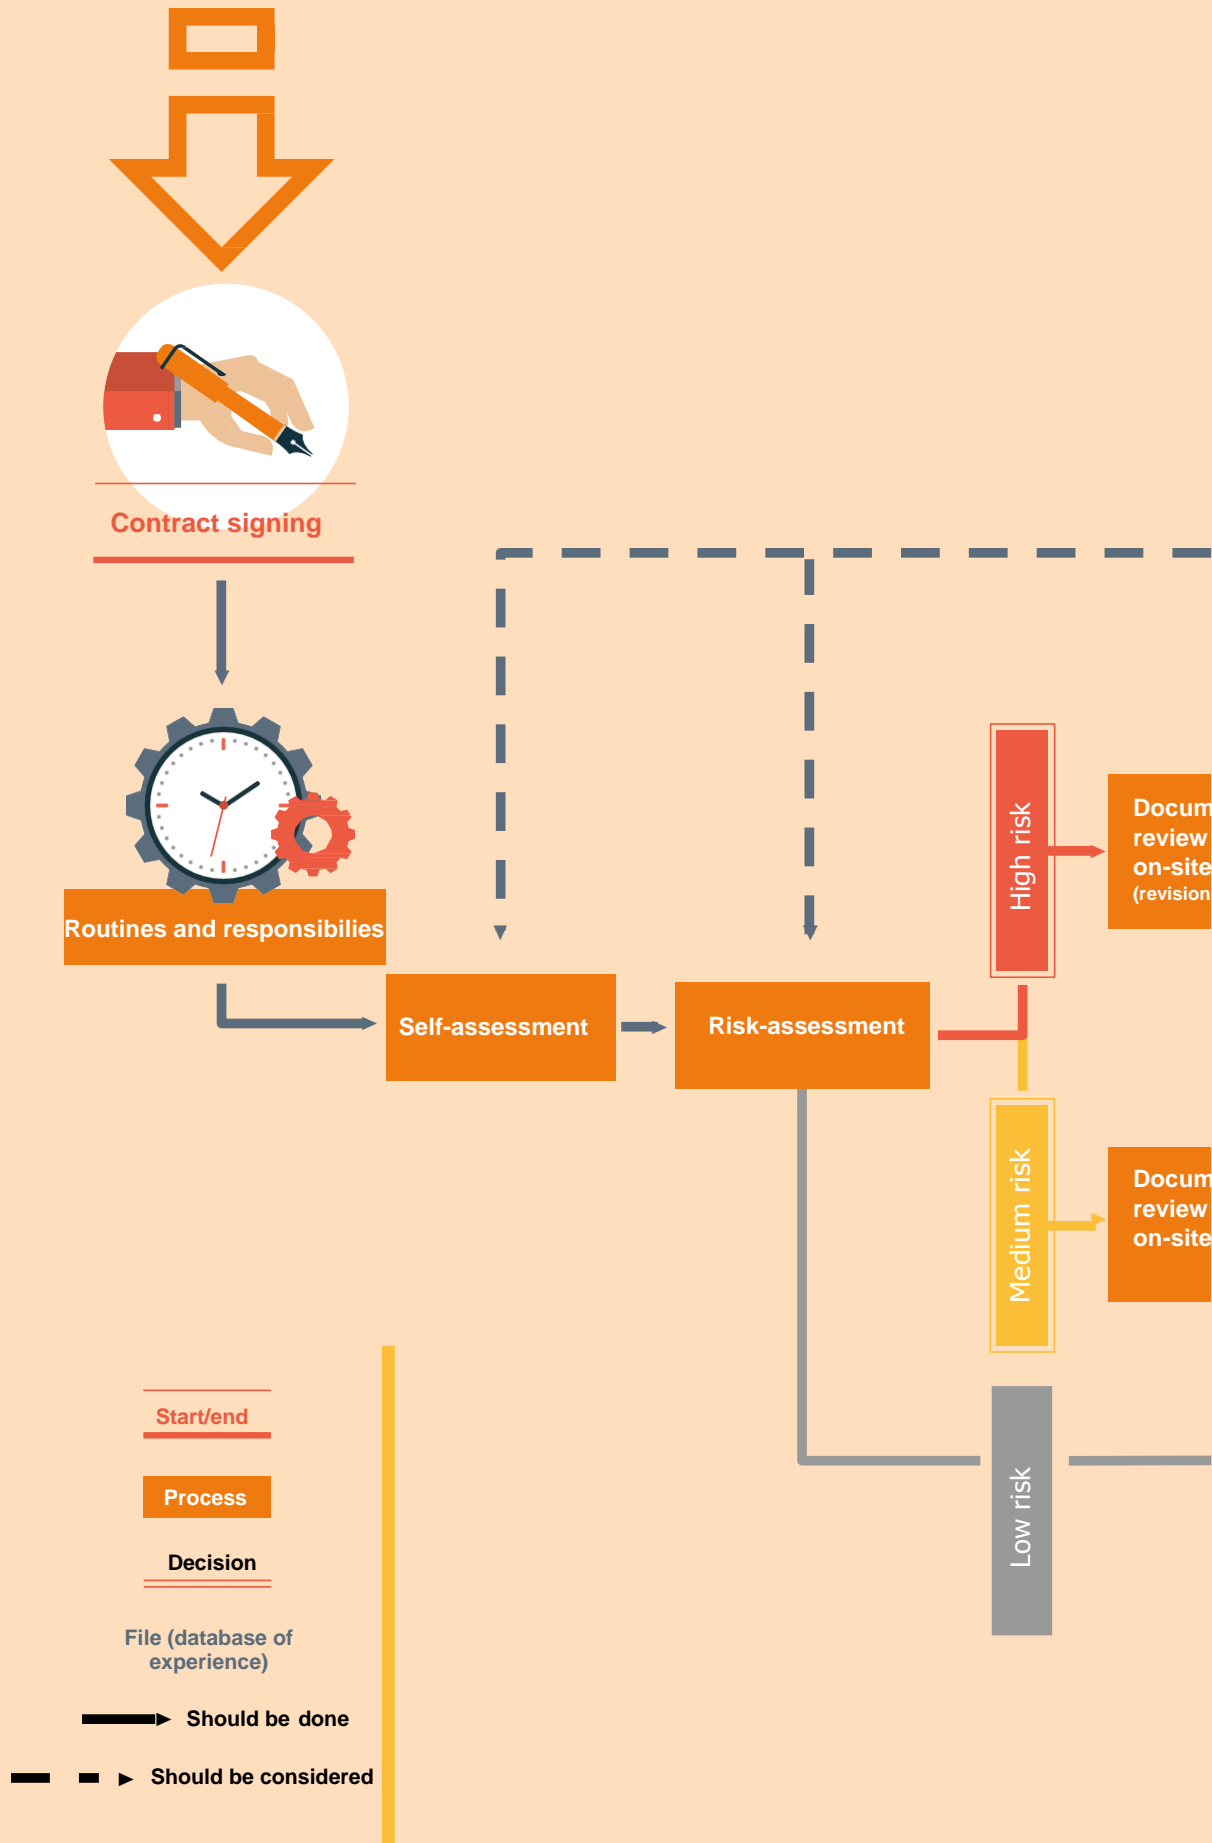 Contract signing
Routines and responsibilies
Self-assessment
Risk-assessment
High risk
review
on-site
Medium risk
review
on-site
Low risk
Start/end
Process
Decision
File (database of
experience)
Should be done
Should be considered